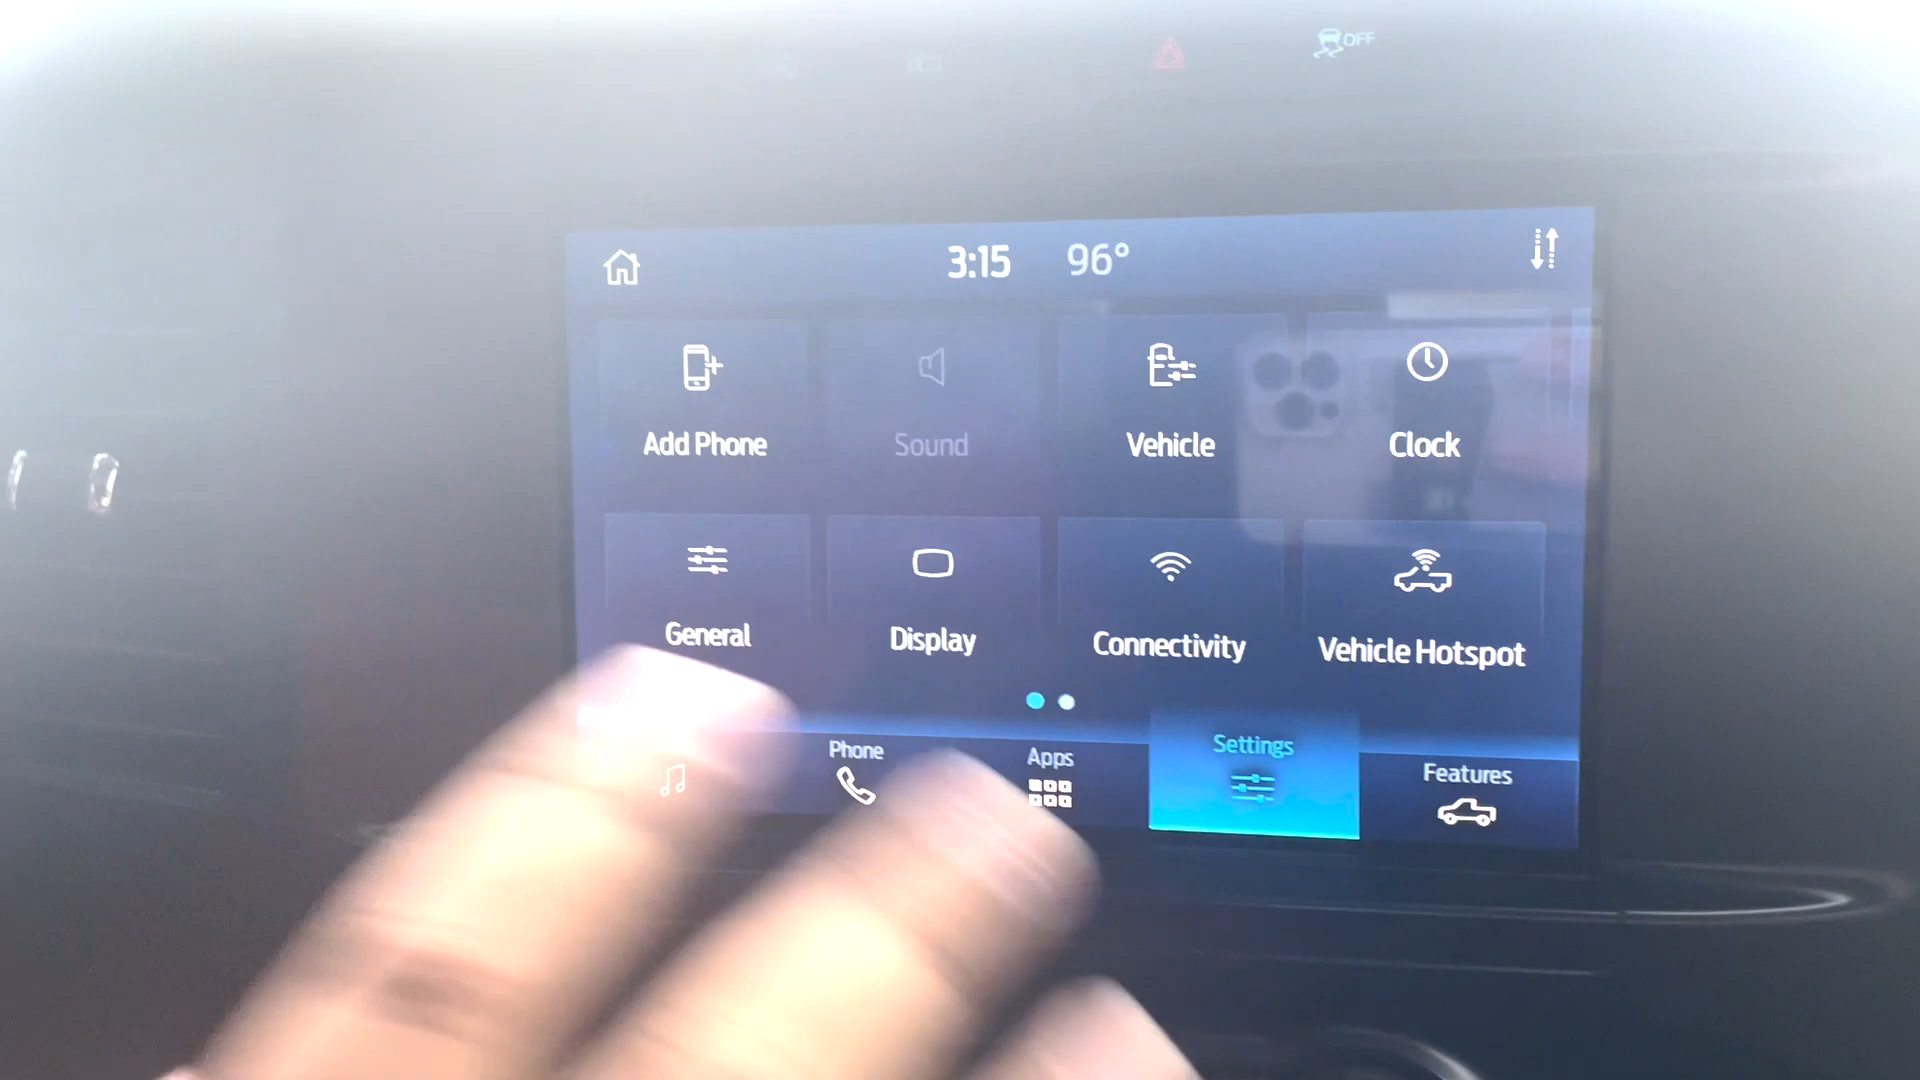 OFF
3:15 96°
Add Phone
Sound
Vehicle
Clock
General
Display
Connectivity
Vehicle Hotspot
Phone
Apps
Settings
Features